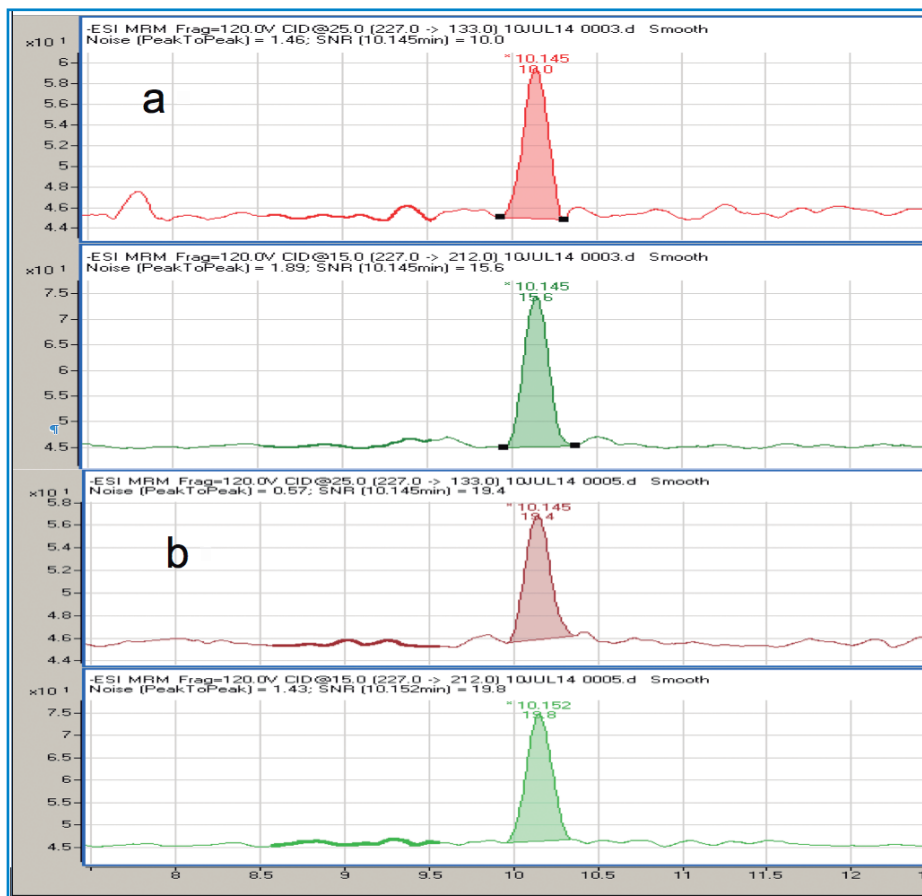 -ESI MRM Frag=120.0V CID@25.0 (227.0 -> 133.0) 10JUL14 0003.d Smooth
Noise (PeakToPeak) = 1.46; SNR (10.145min) = 10.0
x10 1
* 10.145
10.0
6
5.8
5.6
5.4
5.2
5
4.8
4.6
4.4
a
-ESI MRM Frag=120.0V CID@15.0 (227.0 -> 212.0) 10JUL14 0003.d Smooth
Noise (PeakToPeak) = 1.89; SNR (10.145min) = 15.6
x10 1
* 10.145
15.6
7.5
7
6.5
6
5.5
5
¶
4.5
-ESI MRM Frag=120.0V CID@25.0 (227.0 -> 133.0) 10JUL14 0005.d Smooth
Noise (PeakToPeak) = 0.57; SNR (10.145min) = 19.4
x10 1
* 10.145
19.4
5.8
5.6
5.4
5.2
5
4.8
4.6
4.4
b
-ESI MRM Frag=120.0V CID@15.0 (227.0 -> 212.0) 10JUL14 0005.d Smooth
Noise (PeakToPeak) = 1.43; SNR (10.152min) = 19.8
x10 1
* 10.152
19.8
7.5
7
6.5
6
5.5
5
4.5
8 8.5 9 9.5 10 10.5 11 11.5 12